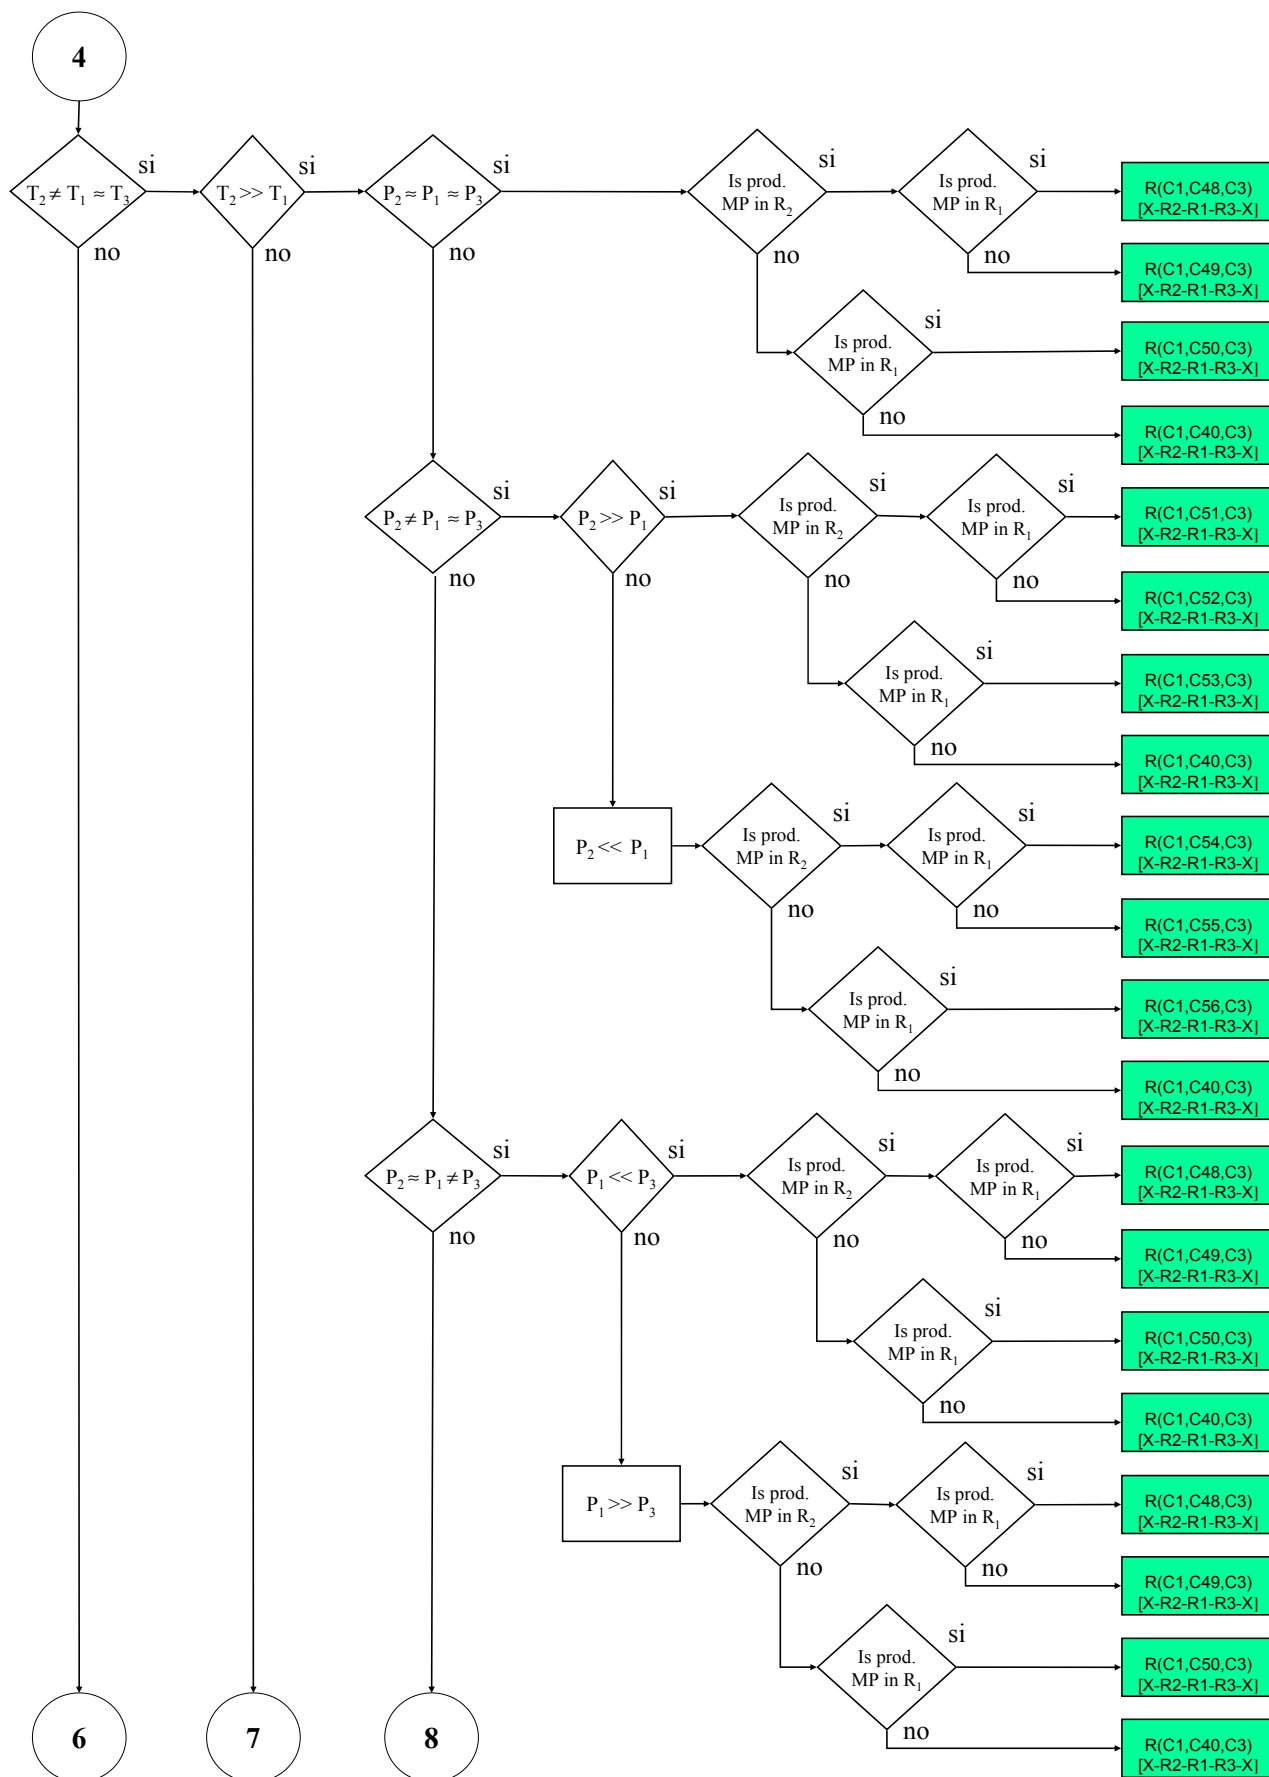 4
T₂ ≠ T₁ ≈ T₃
si
no
T₂ >> T₁
si
no
P₂ ≈ P₁ ≈ P₃
si
no
Is prod.
MP in R₂
si
no
Is prod.
MP in R₁
si
no
R(C1,C48,C3)
[X-R2-R1-R3-X]
R(C1,C49,C3)
[X-R2-R1-R3-X]
Is prod.
MP in R₁
si
no
R(C1,C50,C3)
[X-R2-R1-R3-X]
R(C1,C40,C3)
[X-R2-R1-R3-X]
P₂ ≠ P₁ ≈ P₃
si
no
P₂ >> P₁
si
no
Is prod.
MP in R₂
si
no
Is prod.
MP in R₁
si
no
R(C1,C51,C3)
[X-R2-R1-R3-X]
R(C1,C52,C3)
[X-R2-R1-R3-X]
Is prod.
MP in R₁
si
no
R(C1,C53,C3)
[X-R2-R1-R3-X]
R(C1,C40,C3)
[X-R2-R1-R3-X]
P₂ << P₁
Is prod.
MP in R₂
si
no
Is prod.
MP in R₁
si
no
R(C1,C54,C3)
[X-R2-R1-R3-X]
R(C1,C55,C3)
[X-R2-R1-R3-X]
Is prod.
MP in R₁
si
no
R(C1,C56,C3)
[X-R2-R1-R3-X]
R(C1,C40,C3)
[X-R2-R1-R3-X]
P₂ ≈ P₁ ≠ P₃
si
no
P₁ << P₃
si
no
Is prod.
MP in R₂
si
no
Is prod.
MP in R₁
si
no
R(C1,C48,C3)
[X-R2-R1-R3-X]
R(C1,C49,C3)
[X-R2-R1-R3-X]
Is prod.
MP in R₁
si
no
R(C1,C50,C3)
[X-R2-R1-R3-X]
R(C1,C40,C3)
[X-R2-R1-R3-X]
P₁ >> P₃
Is prod.
MP in R₂
si
no
Is prod.
MP in R₁
si
no
R(C1,C48,C3)
[X-R2-R1-R3-X]
R(C1,C49,C3)
[X-R2-R1-R3-X]
Is prod.
MP in R₁
si
no
R(C1,C50,C3)
[X-R2-R1-R3-X]
R(C1,C40,C3)
[X-R2-R1-R3-X]
6
7
8